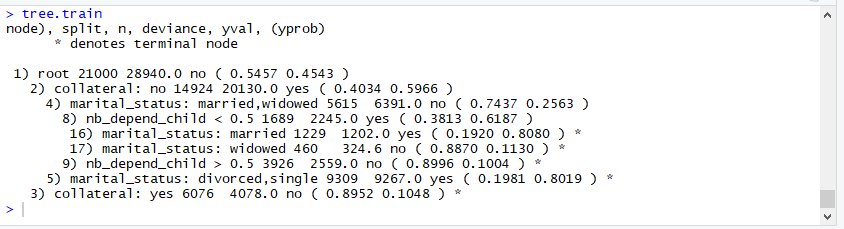 > tree.train
node), split, n, deviance, yval, (yprob)
      * denotes terminal node

 1) root 21000 28940.0 no ( 0.5457 0.4543 )
   2) collateral: no 14924 20130.0 yes ( 0.4034 0.5966 )
     4) marital_status: married,widowed 5615  6391.0 no ( 0.7437 0.2563 )
       8) nb_depend_child < 0.5 1689  2245.0 yes ( 0.3813 0.6187 )
        16) marital_status: married 1229  1202.0 yes ( 0.1920 0.8080 ) *
        17) marital_status: widowed 460   324.6 no ( 0.8870 0.1130 ) *
       9) nb_depend_child > 0.5 3926  2559.0 no ( 0.8996 0.1004 ) *
     5) marital_status: divorced,single 9309  9267.0 yes ( 0.1981 0.8019 ) *
   3) collateral: yes 6076  4078.0 no ( 0.8952 0.1048 ) *
>